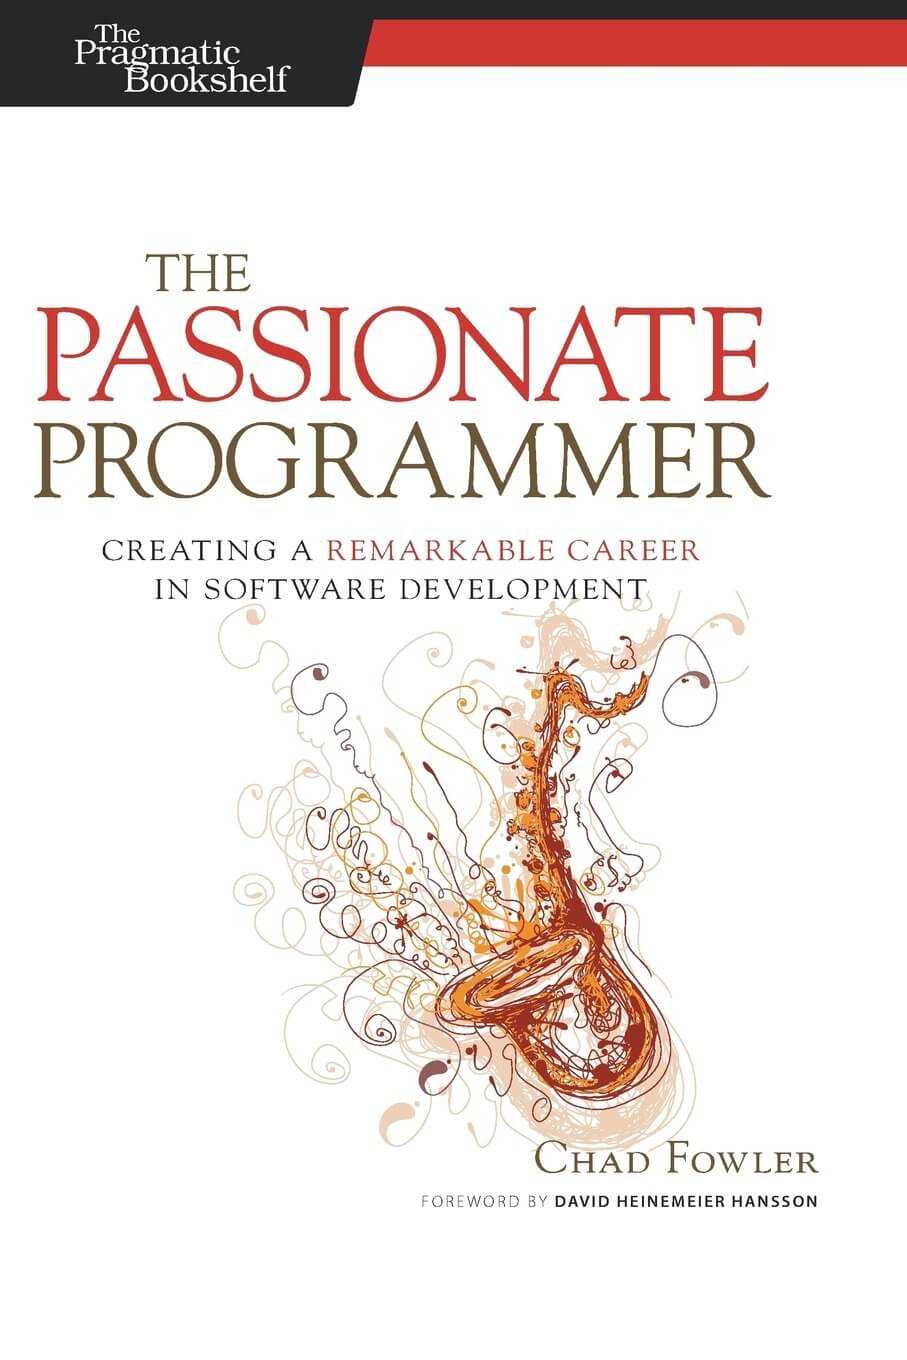 The
Pragmatic
Bookshelf
THE
PASSIONATE
PROGRAMMER
CREATING A REMARKABLE CAREER
IN SOFTWARE DEVELOPMENT
CHAD FOWLER
FOREWORD BY DAVID HEINEMEIER HANSSON